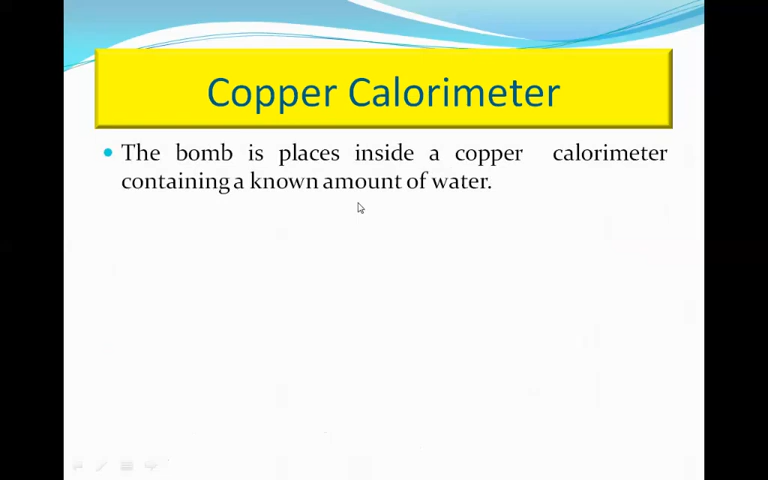 Copper Calorimeter
The bomb is places inside a copper calorimeter
containing a known amount of water.